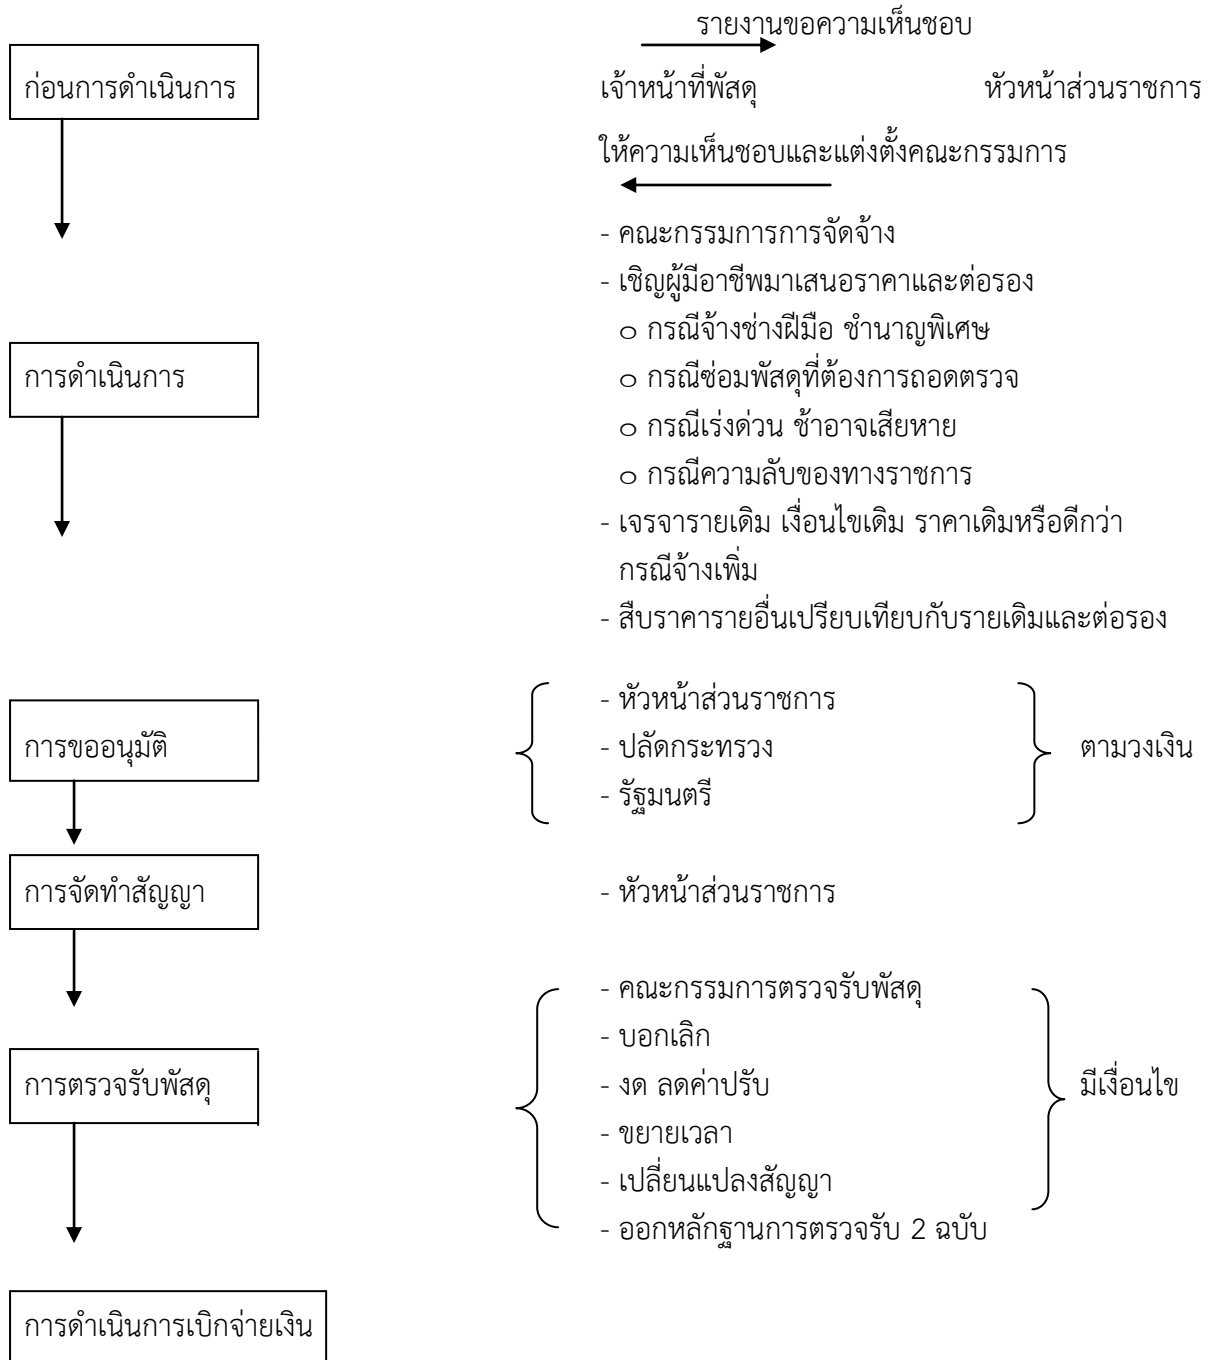 รายงานขอความเห็นชอบ
ก่อนการดำเนินการ เจ้าหน้าที่พัสดุ หัวหน้าส่วนราชการ
ให้ความเห็นชอบและแต่งตั้งคณะกรรมการ
- คณะกรรมการการจัดจ้าง
- เชิญผู้มีอาชีพมาเสนอราคาและต่อรอง
o กรณีจ้างช่างฝีมือ ชำนาญพิเศษ
การดำเนินการ o กรณีซ่อมพัสดุที่ต้องการถอดตรวจ
o กรณีเร่งด่วน ช้าอาจเสียหาย
o กรณีความลับของทางราชการ
- เจรจารายเดิม เงื่อนไขเดิม ราคาเดิมหรือดีกว่า
กรณีจ้างเพิ่ม
- สืบราคารายอื่นเปรียบเทียบกับรายเดิมและต่อรอง
- หัวหน้าส่วนราชการ
การขออนุมัติ - ปลัดกระทรวง ตามวงเงิน
- รัฐมนตรี
การจัดทำสัญญา - หัวหน้าส่วนราชการ
- คณะกรรมการตรวจรับพัสดุ
- บอกเลิก
การตรวจรับพัสดุ - งด ลดค่าปรับ มีเงื่อนไข
- ขยายเวลา
- เปลี่ยนแปลงสัญญา
- ออกหลักฐานการตรวจรับ 2 ฉบับ
การดำเนินการเบิกจ่ายเงิน